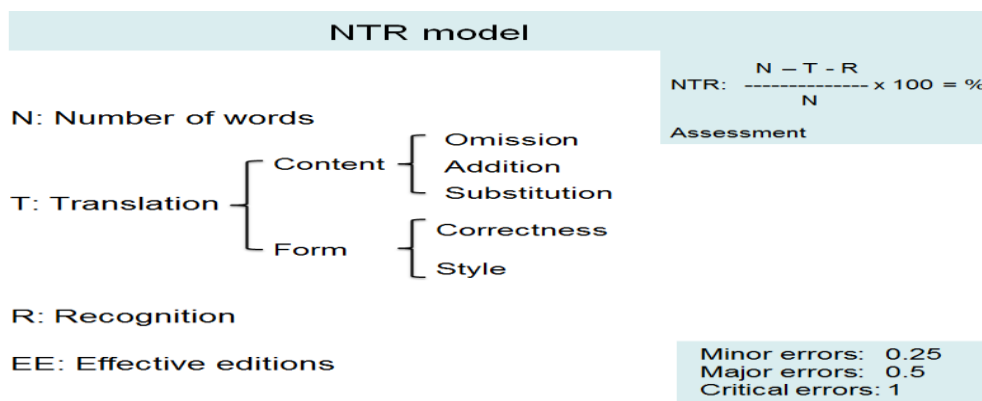 NTR model
N – T - R
NTR: -------------- x 100 = %
N
Assessment
N: Number of words
Omission
Content
Addition
Substitution
T: Translation
Correctness
Form
Style
R: Recognition
EE: Effective editions
Minor errors: 0.25
Major errors: 0.5
Critical errors: 1